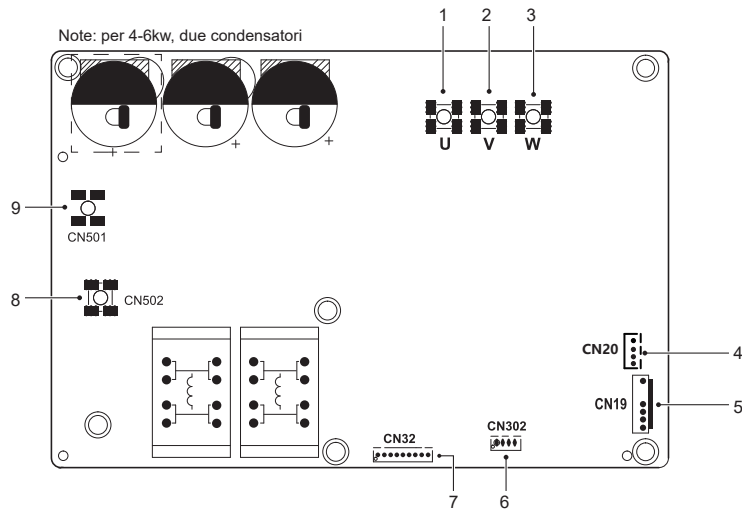 Note: per 4-6kw, due condensatori
1
2
3
U
V
W
9
CN501
8
CN502
CN20
4
CN19
5
CN32
CN302
7
6